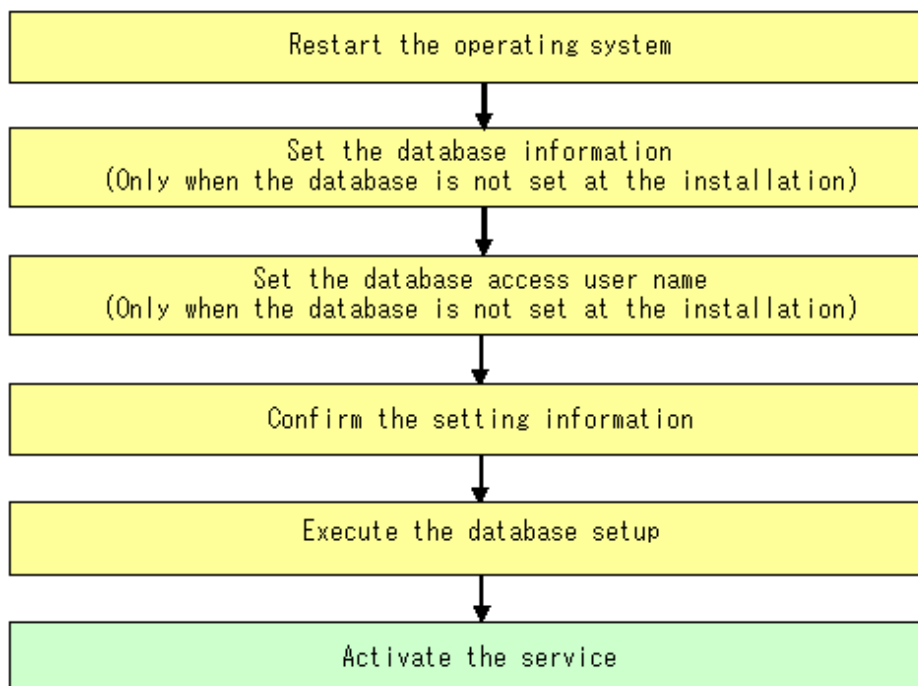 Restart the operating system
Set the database information
(Only when the database is not set at the installation)
Set the database access user name
(Only when the database is not set at the installation)
Confirm the setting information
Execute the database setup
Activate the service